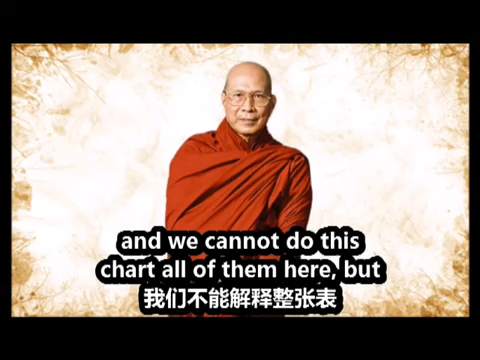 and we cannot do this
chart all of them here, but
我们不能解释整张表